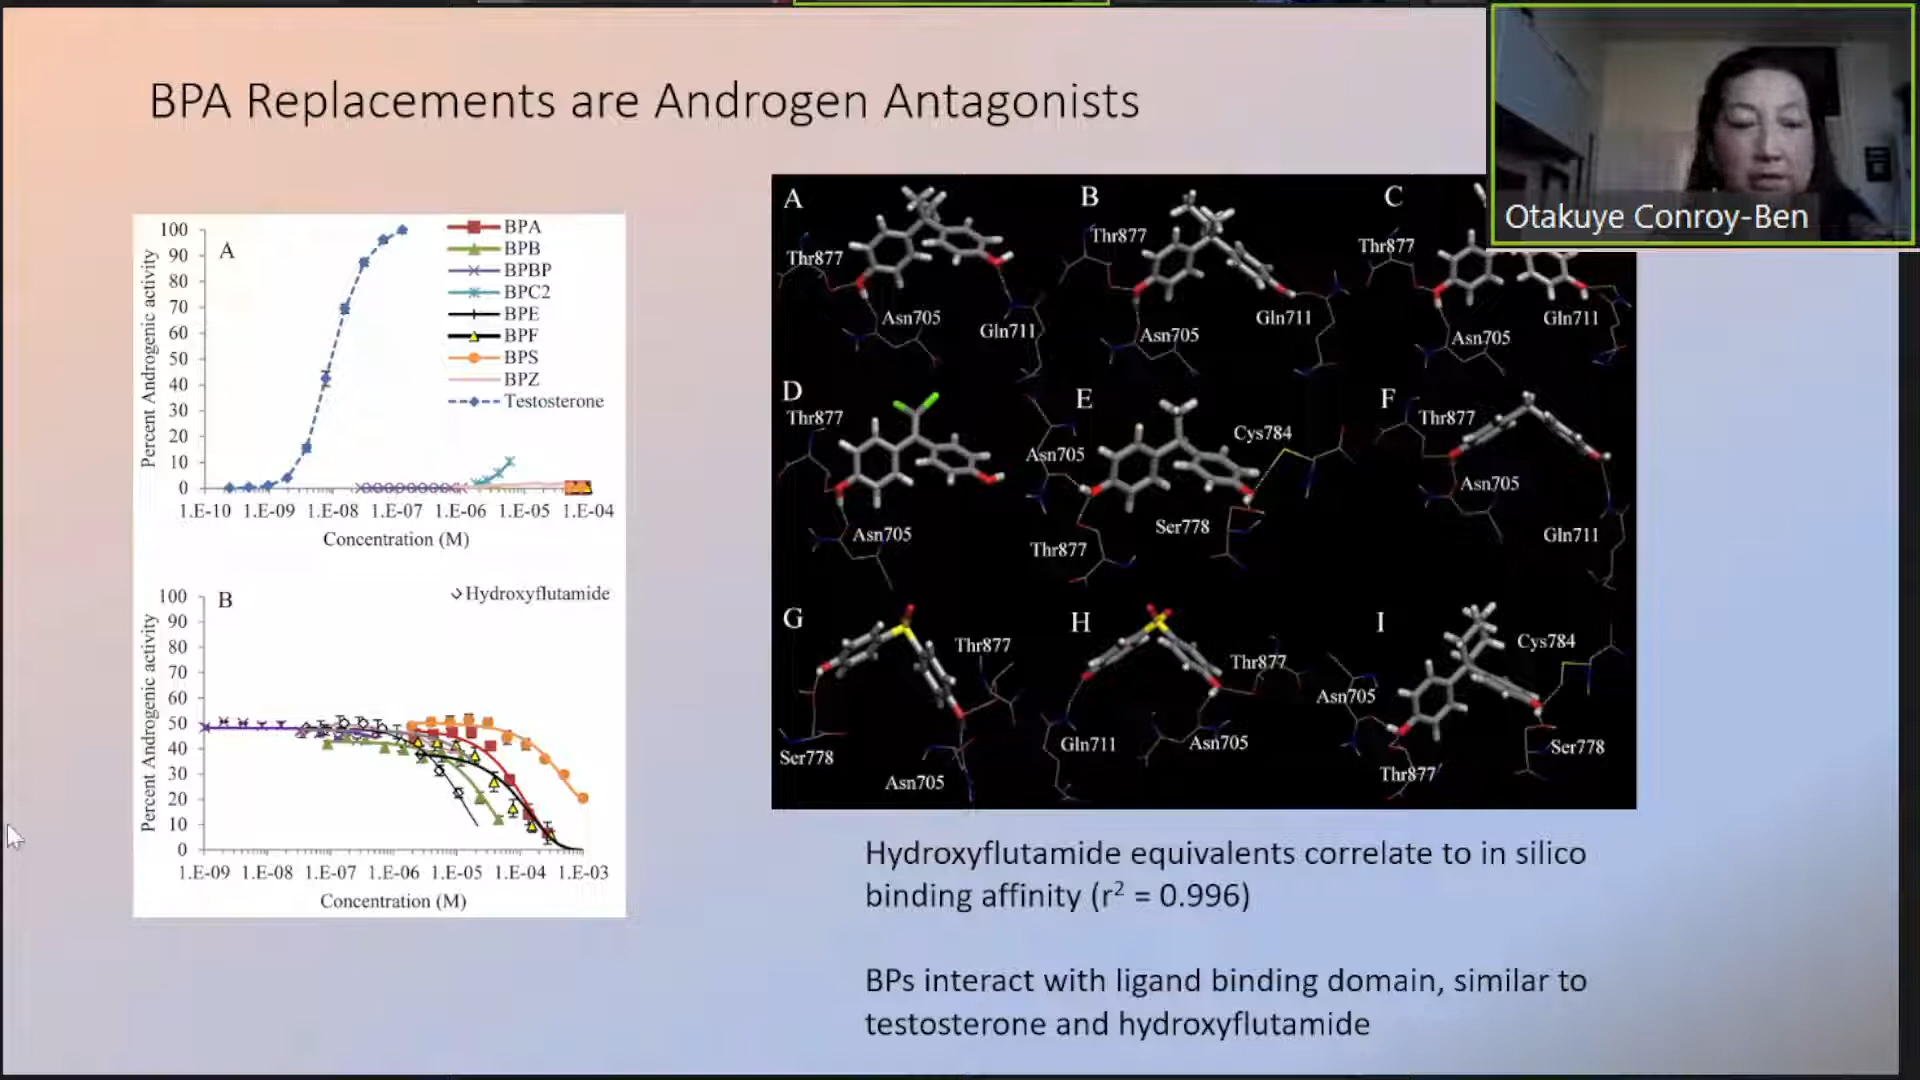 BPA Replacements are Androgen Antagonists
Otakuye Conroy-Ben
A
Percent Androgenic activity
100
90
80
70
60
50
40
30
20
10
0
1.E-10 1.E-09 1.E-08 1.E-07 1.E-06 1.E-05 1.E-04
Concentration (M)
BPA
BPB
BPBP
BPC2
BPE
BPF
BPS
BPZ
Testosterone
B
Hydroxyflutamide
Percent Androgenic activity
100
90
80
70
60
50
40
30
20
10
0
1.E-09 1.E-08 1.E-07 1.E-06 1.E-05 1.E-04 1.E-03
Concentration (M)
A
Thr877
Asn705
Gln711
B
Thr877
Asn705
Gln711
C
Thr877
Asn705
Gln711
D
Thr877
Asn705
E
Asn705
Cys784
Ser778
Thr877
F
Thr877
Asn705
Gln711
G
Thr877
Ser778
Asn705
H
Thr877
Gln711
Asn705
I
Cys784
Asn705
Ser778
Thr877
Hydroxyflutamide equivalents correlate to in silico
binding affinity (r² = 0.996)
BPs interact with ligand binding domain, similar to
testosterone and hydroxyflutamide